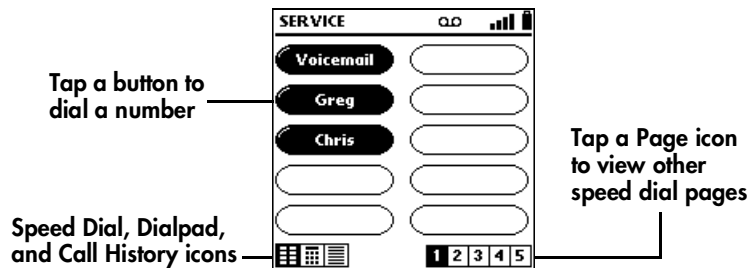 SERVICE
Voicemail
Greg
Chris
Tap a button to
dial a number
Speed Dial, Dialpad,
and Call History icons
1 2 3 4 5
Tap a Page icon
to view other
speed dial pages